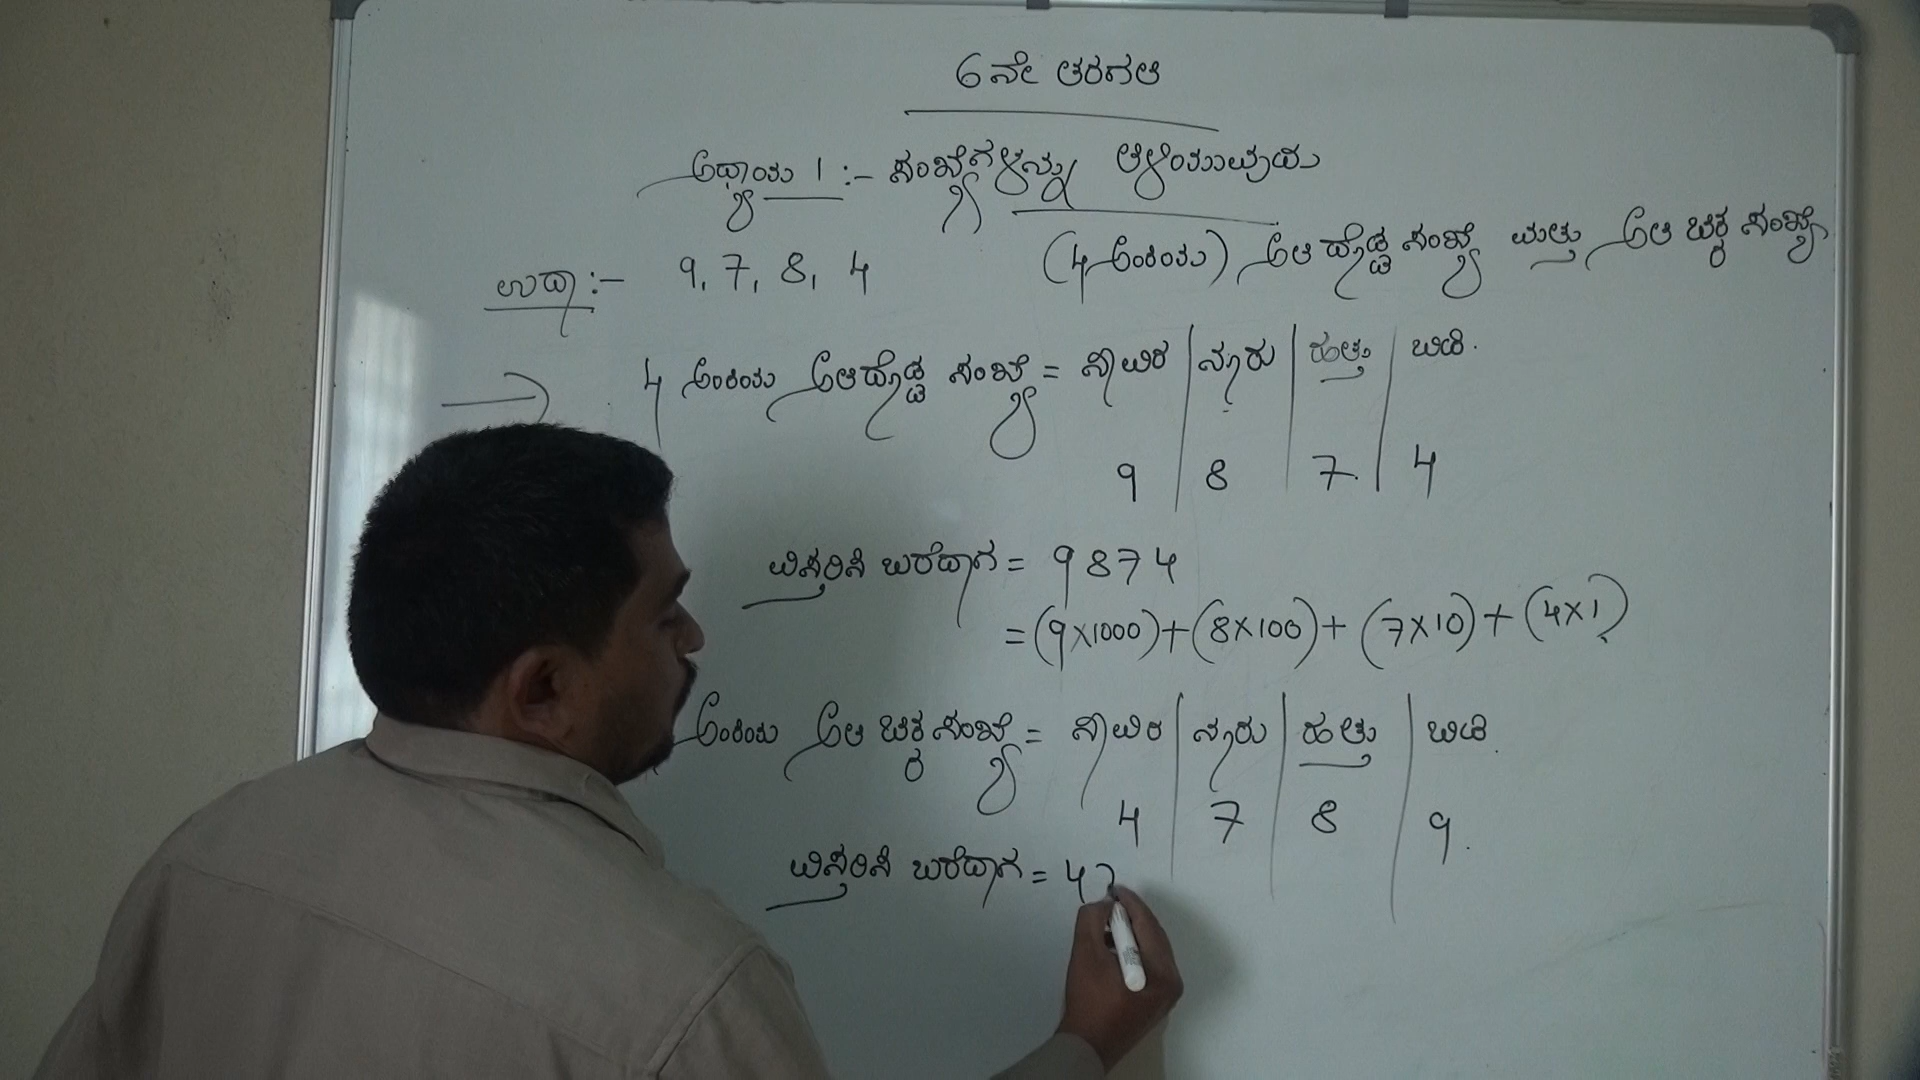 6ನೇ ತರಗತಿ
ಅಧ್ಯಾಯ 1 :- ಸಂಖ್ಯೆಗಳನ್ನು ತಿಳಿಯುವುದು
ಉದಾ :- 9, 7, 8, 4 (4 ಅಂಕಿಯ) ಅತಿ ದೊಡ್ಡ ಸಂಖ್ಯೆ ಮತ್ತು ಅತಿ ಚಿಕ್ಕ ಸಂಖ್ಯೆ
→ 4 ಅಂಕಿಯ ಅತಿ ದೊಡ್ಡ ಸಂಖ್ಯೆ = ಸಾವಿರ | ನೂರು | ಹತ್ತು | ಬಿಡಿ.
9 | 8 | 7 | 4
ವಿಸ್ತರಿಸಿ ಬರೆದಾಗ = 9874
= (9×1000) + (8×100) + (7×10) + (4×1)
ಅಂಕಿಯ ಅತಿ ಚಿಕ್ಕ ಸಂಖ್ಯೆ = ಸಾವಿರ | ನೂರು | ಹತ್ತು | ಬಿಡಿ.
4 | 7 | 8 | 9.
ವಿಸ್ತರಿಸಿ ಬರೆದಾಗ = 47